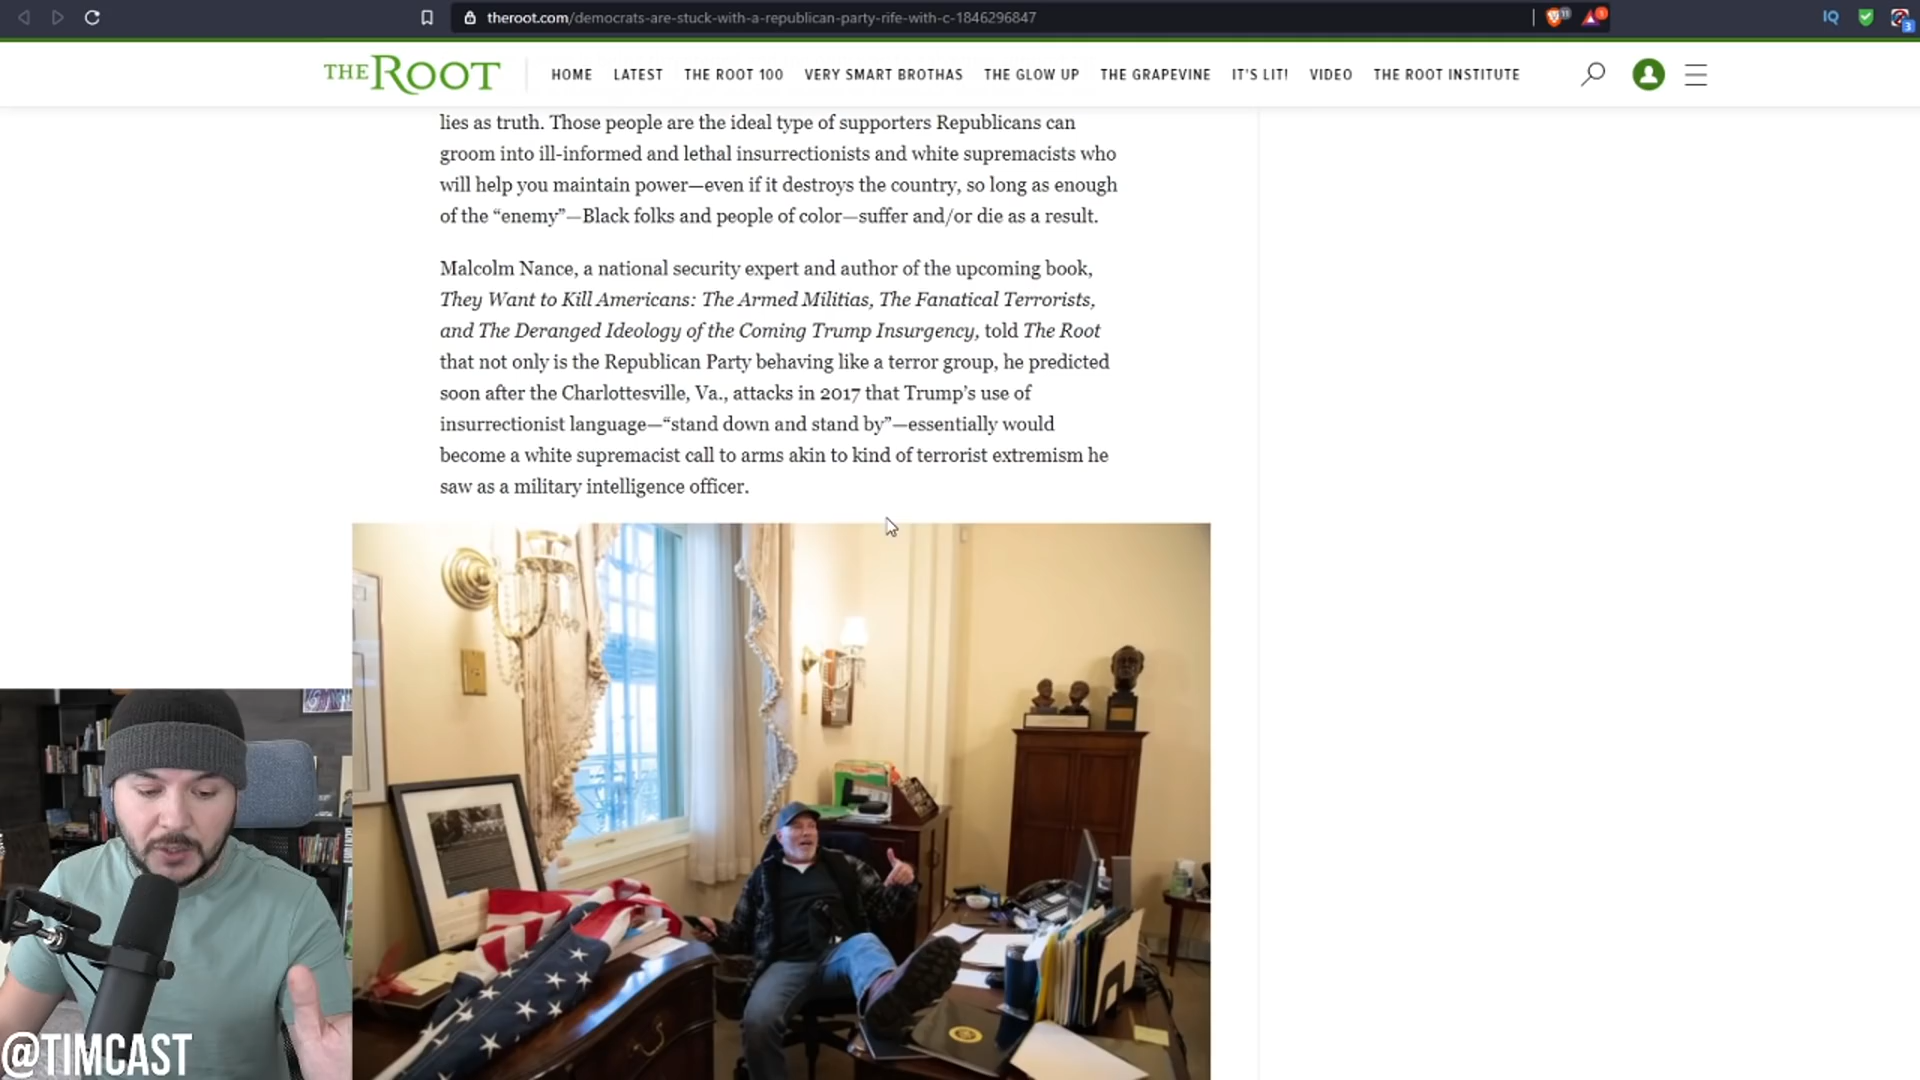 theroot.com/democrats-are-stuck-with-a-republican-party-rife-with-c-1846296847
11
1
IQ
3
THE ROOT
HOME LATEST THE ROOT 100 VERY SMART BROTHAS THE GLOW UP THE GRAPEVINE IT'S LIT! VIDEO THE ROOT INSTITUTE
lies as truth. Those people are the ideal type of supporters Republicans can
groom into ill-informed and lethal insurrectionists and white supremacists who
will help you maintain power—even if it destroys the country, so long as enough
of the “enemy”—Black folks and people of color—suffer and/or die as a result.
Malcolm Nance, a national security expert and author of the upcoming book,
They Want to Kill Americans: The Armed Militias, The Fanatical Terrorists,
and The Deranged Ideology of the Coming Trump Insurgency, told The Root
that not only is the Republican Party behaving like a terror group, he predicted
soon after the Charlottesville, Va., attacks in 2017 that Trump’s use of
insurrectionist language—“stand down and stand by”—essentially would
become a white supremacist call to arms akin to kind of terrorist extremism he
saw as a military intelligence officer.
@TIMCAST